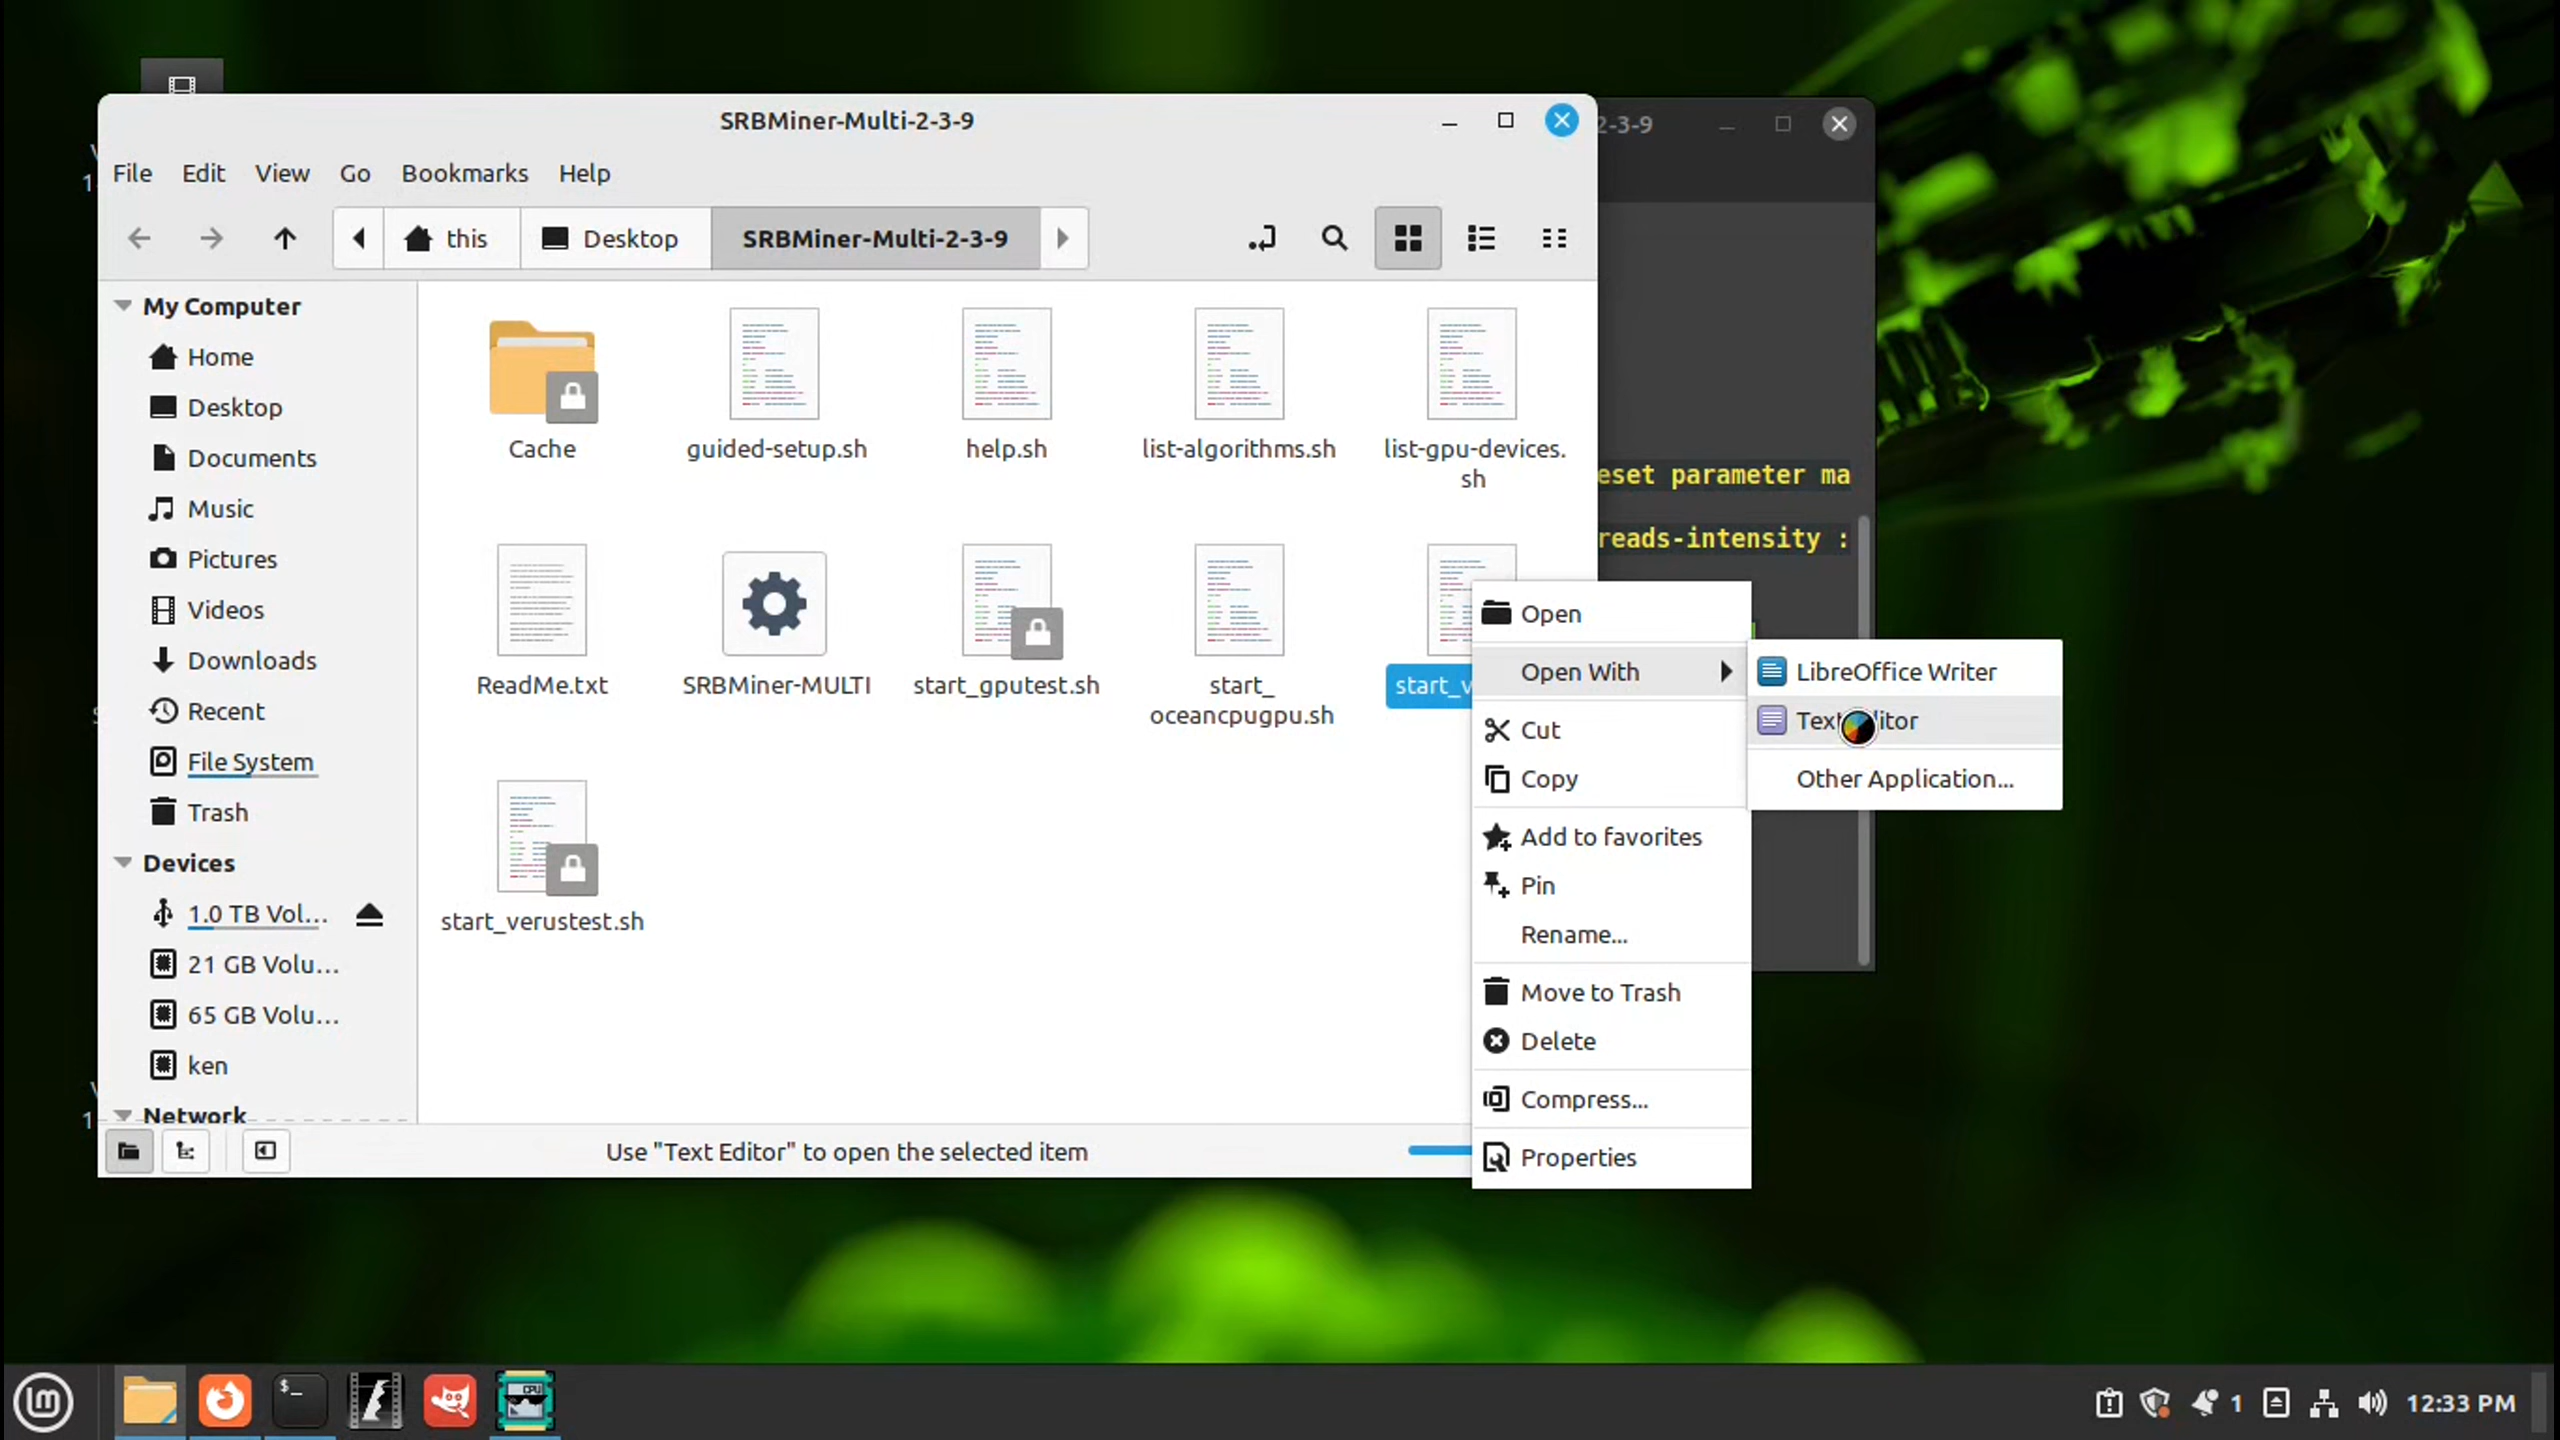 SRBMiner-Multi-2-3-9
2-3-9
File Edit View Go Bookmarks Help
this Desktop SRBMiner-Multi-2-3-9
My Computer
Home
Desktop
Documents
Music
Pictures
Videos
Downloads
Recent
File System
Trash
Devices
1.0 TB Vol...
21 GB Volu...
65 GB Volu...
ken
Network
Cache
guided-setup.sh
help.sh
list-algorithms.sh
list-gpu-devices.
sh
ReadMe.txt
SRBMiner-MULTI
start_gputest.sh
start_
oceancpugpu.sh
start_v
start_verustest.sh
eset parameter ma
reads-intensity :
Open
Open With
Cut
Copy
Add to favorites
Pin
Rename...
Move to Trash
Delete
Compress...
Properties
LibreOffice Writer
Text Editor
Other Application...
Use "Text Editor" to open the selected item
CPU
1
12:33 PM